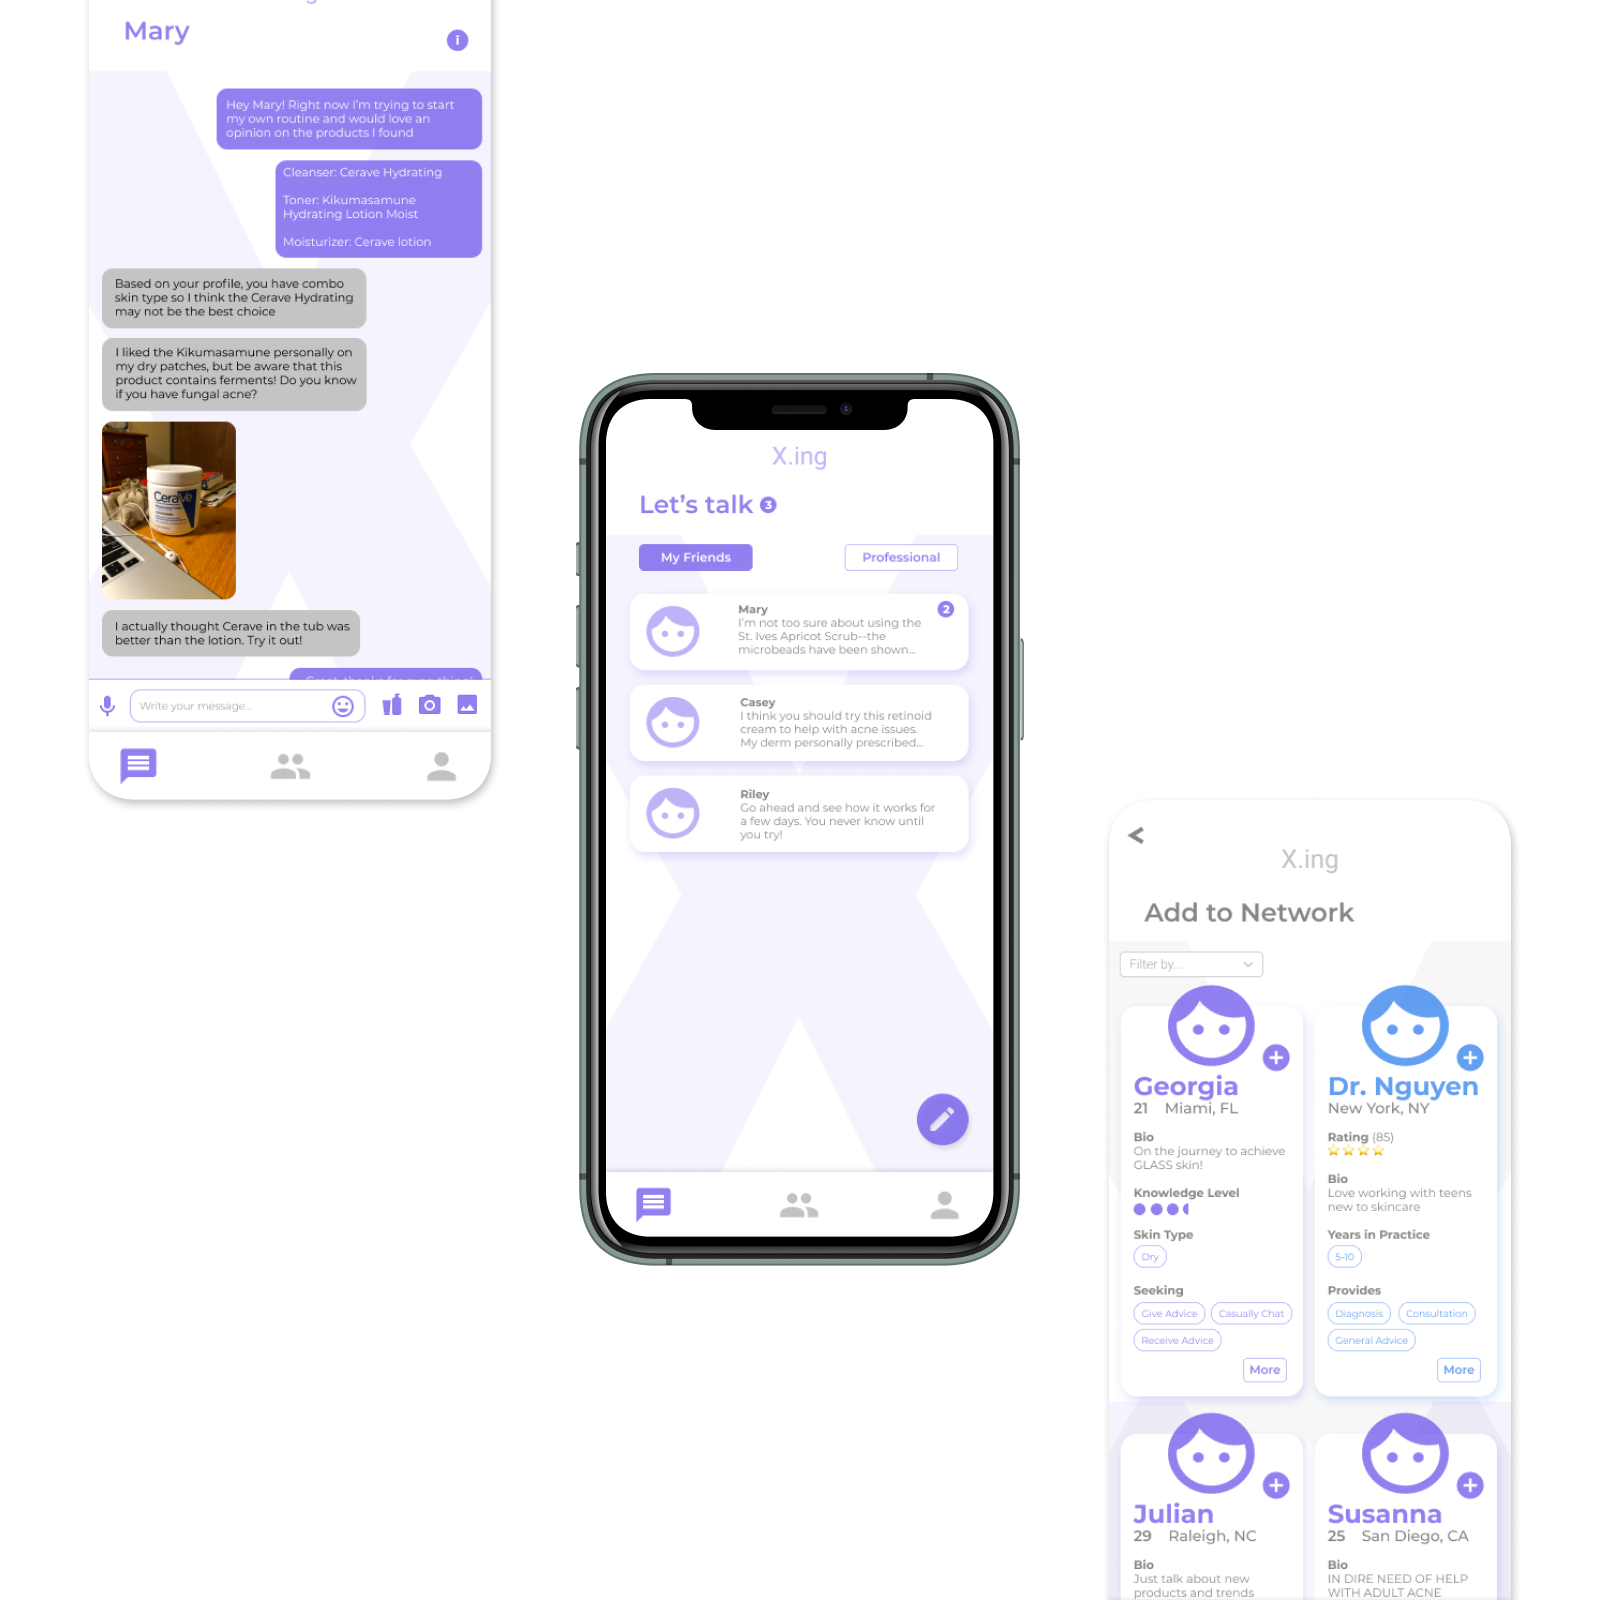 Mary
i
Hey Mary! Right now I'm trying to start
my own routine and would love an
opinion on the products I found
Cleanser: Cerave Hydrating
Toner: Kikumasamune
Hydrating Lotion Moist
Moisturizer: Cerave lotion
Based on your profile, you have combo
skin type so I think the Cerave Hydrating
may not be the best choice
I liked the Kikumasamune personally on
my dry patches, but be aware that this
product contains ferments! Do you know
if you have fungal acne?
CeraVe
I actually thought Cerave in the tub was
better than the lotion. Try it out!
Write your message...
X.ing
Let's talk 3
My Friends
Professional
Mary
2
I'm not too sure about using the
St. Ives Apricot Scrub--the
microbeads have been shown...
Casey
I think you should try this retinoid
cream to help with acne issues.
My derm personally prescribed...
Riley
Go ahead and see how it works for
a few days. You never know until
you try!
<
X.ing
Add to Network
Filter by...
Georgia
21 Miami, FL
Bio
On the journey to achieve
GLASS skin!
Knowledge Level
Skin Type
Dry
Seeking
Give Advice
Casually Chat
Receive Advice
More
Dr. Nguyen
New York, NY
Rating (85)
Bio
Love working with teens
new to skincare
Years in Practice
5-10
Provides
Diagnosis
Consultation
General Advice
More
Julian
29 Raleigh, NC
Bio
Just talk about new
products and trends
Susanna
25 San Diego, CA
Bio
IN DIRE NEED OF HELP
WITH ADULT ACNE